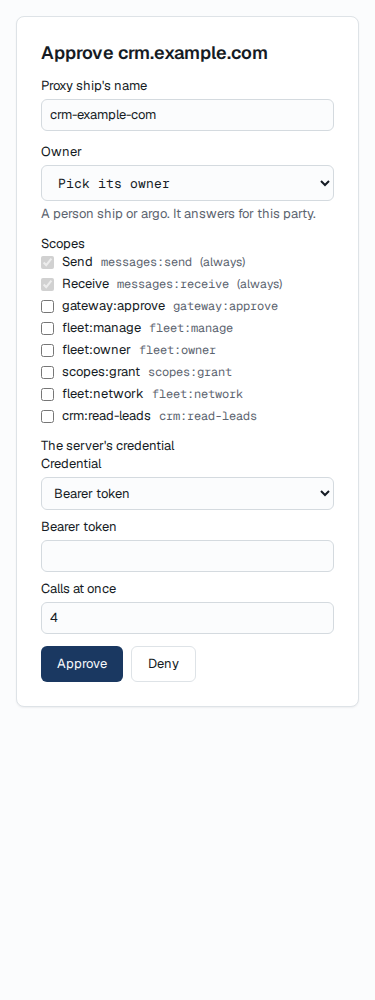 Approve crm.example.com
Proxy ship's name
crm-example-com
Owner
Pick its owner
A person ship or argo. It answers for this party.
Scopes
Send messages:send (always)
Receive messages:receive (always)
gateway:approve gateway:approve
fleet:manage fleet:manage
fleet:owner fleet:owner
scopes:grant scopes:grant
fleet:network fleet:network
crm:read-leads crm:read-leads
The server's credential
Credential
Bearer token
Bearer token
Calls at once
4
Approve Deny